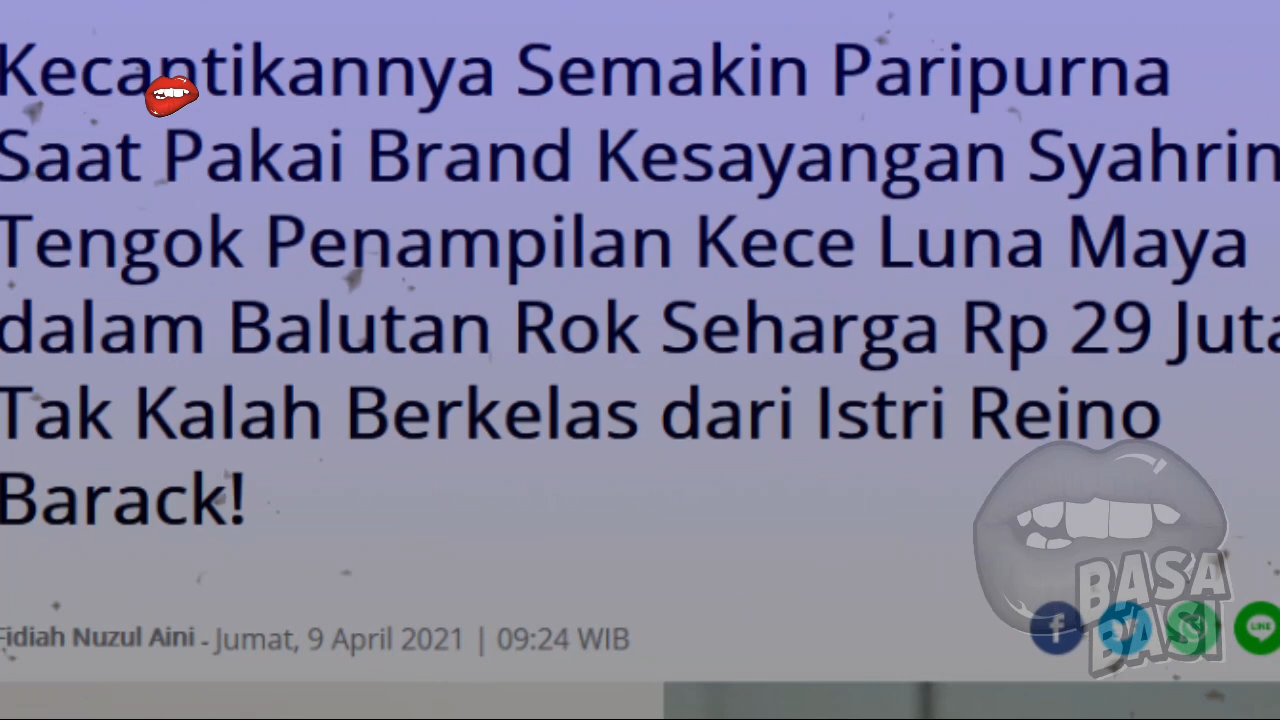 Kecantikannya Semakin Paripurna
Saat Pakai Brand Kesayangan Syahrin
Tengok Penampilan Kece Luna Maya
dalam Balutan Rok Seharga Rp 29 Juta
Tak Kalah Berkelas dari Istri Reino
Barack!
Fidiah Nuzul Aini - Jumat, 9 April 2021 | 09:24 WIB
LINE
BASA
BASI